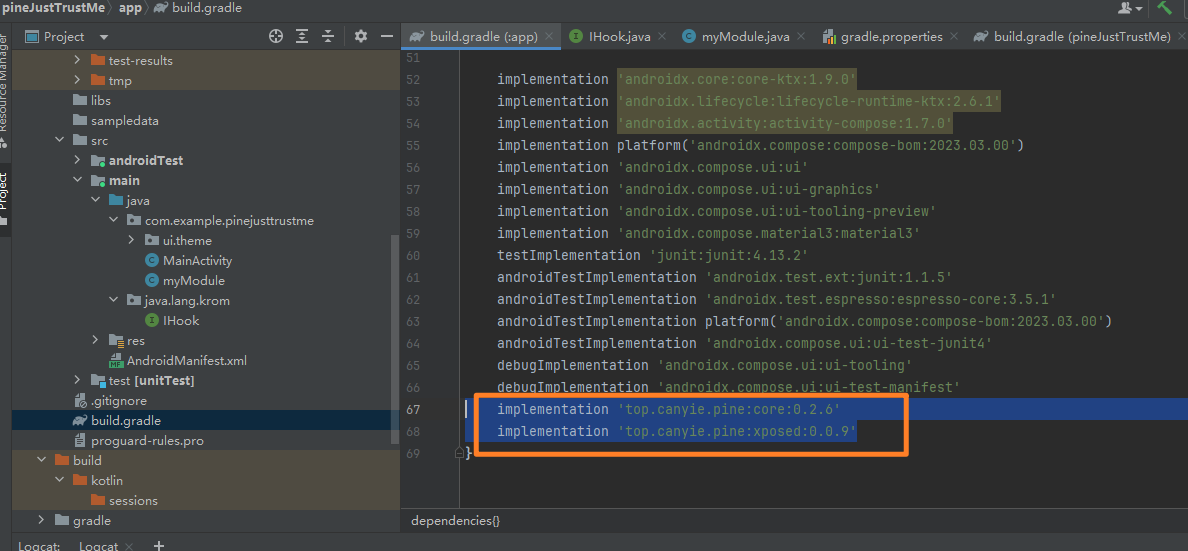 pineJustTrustMe
app
build.gradle
Resource Manager
Project
Project
build.gradle (:app)
IHook.java
myModule.java
gradle.properties
build.gradle (pineJustTrustMe)
test-results
tmp
libs
sampledata
src
androidTest
main
java
com.example.pinejusttrustme
ui.theme
MainActivity
myModule
java.lang.krom
IHook
res
AndroidManifest.xml
test [unitTest]
.gitignore
build.gradle
proguard-rules.pro
build
kotlin
sessions
gradle
51
52 implementation 'androidx.core:core-ktx:1.9.0'
53 implementation 'androidx.lifecycle:lifecycle-runtime-ktx:2.6.1'
54 implementation 'androidx.activity:activity-compose:1.7.0'
55 implementation platform('androidx.compose:compose-bom:2023.03.00')
56 implementation 'androidx.compose.ui:ui'
57 implementation 'androidx.compose.ui:ui-graphics'
58 implementation 'androidx.compose.ui:ui-tooling-preview'
59 implementation 'androidx.compose.material3:material3'
60 testImplementation 'junit:junit:4.13.2'
61 androidTestImplementation 'androidx.test.ext:junit:1.1.5'
62 androidTestImplementation 'androidx.test.espresso:espresso-core:3.5.1'
63 androidTestImplementation platform('androidx.compose:compose-bom:2023.03.00')
64 androidTestImplementation 'androidx.compose.ui:ui-test-junit4'
65 debugImplementation 'androidx.compose.ui:ui-tooling'
66 debugImplementation 'androidx.compose.ui:ui-test-manifest'
67 implementation 'top.canyie.pine:core:0.2.6'
68 implementation 'top.canyie.pine:xposed:0.0.9'
69 }
dependencies{}
Logcat:
Logcat